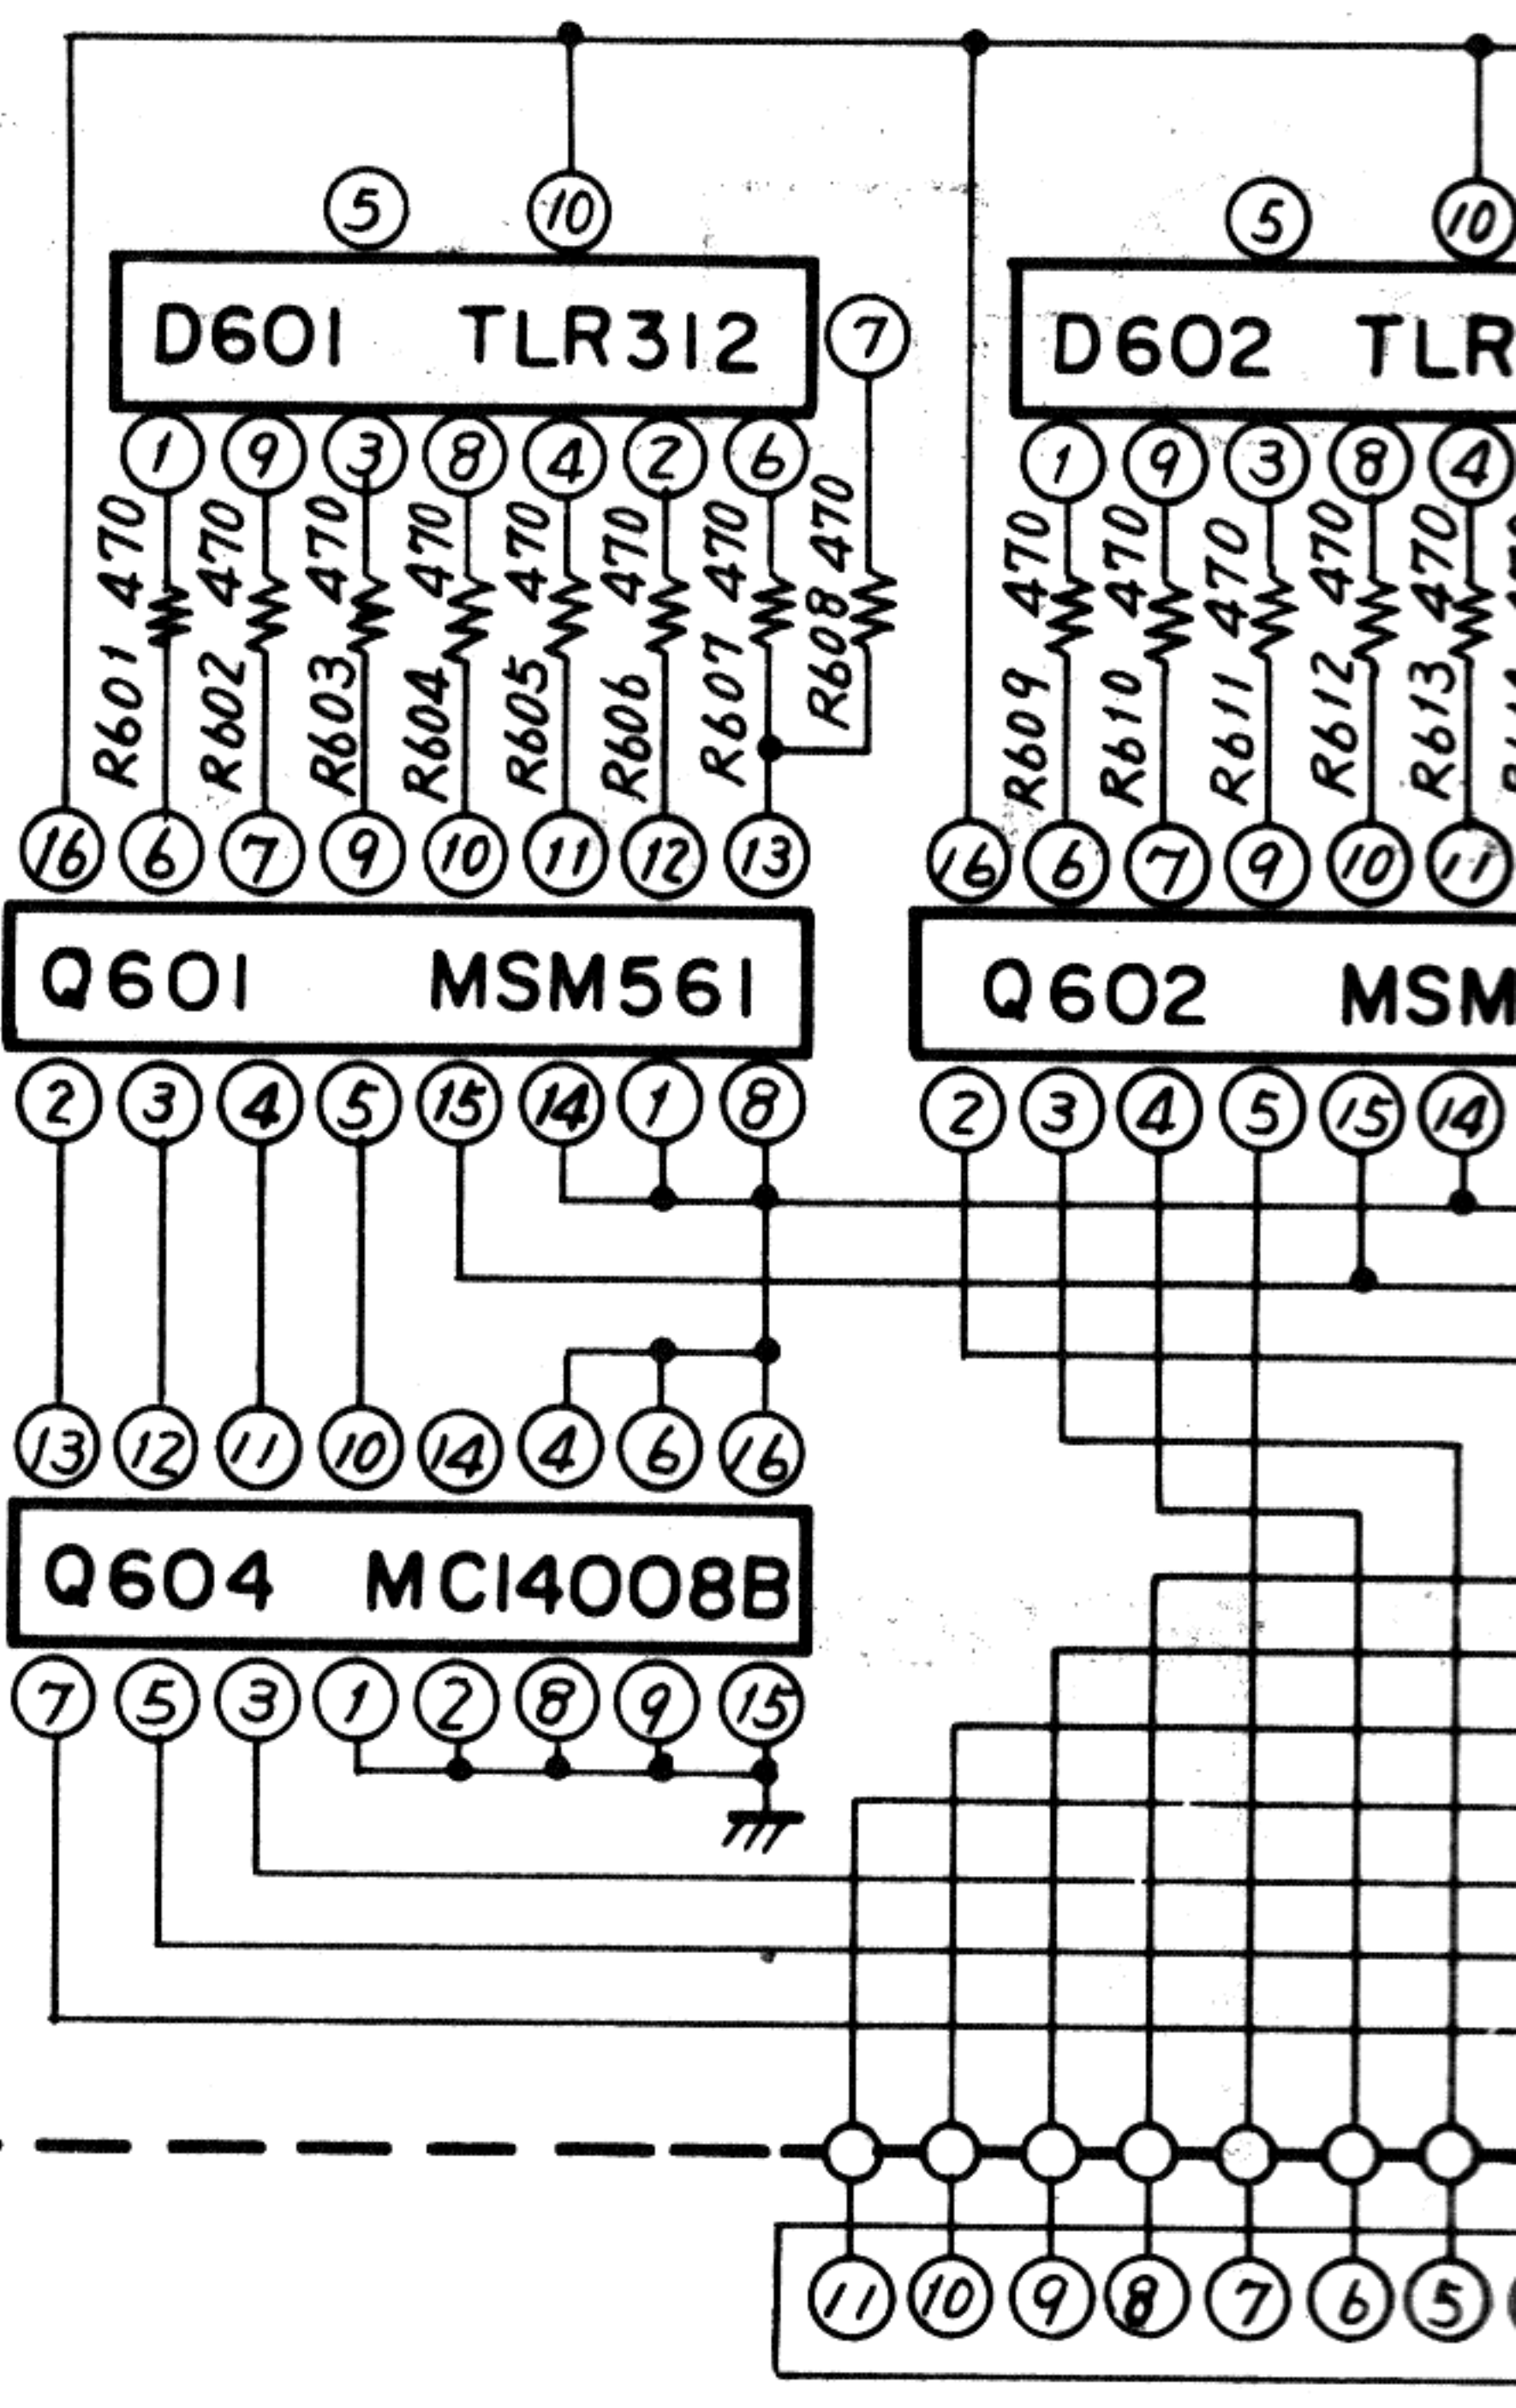 5 10 5 10
D601 TLR312 7 D602 TLR
1 9 3 8 4 2 6 1 9 3 8 4
R601 470 R602 470 R603 470 R604 470 R605 470 R606 470 R607 470 R608 470 R609 470 R610 470 R611 470 R612 470 R613 470
16 6 7 9 10 11 12 13 16 6 7 9 10 11
Q601 MSM561 Q602 MSM
2 3 4 5 15 14 1 8 2 3 4 5 15 14
13 12 11 10 14 4 6 16
Q604 MC14008B
7 5 3 1 2 8 9 15
11 10 9 8 7 6 5